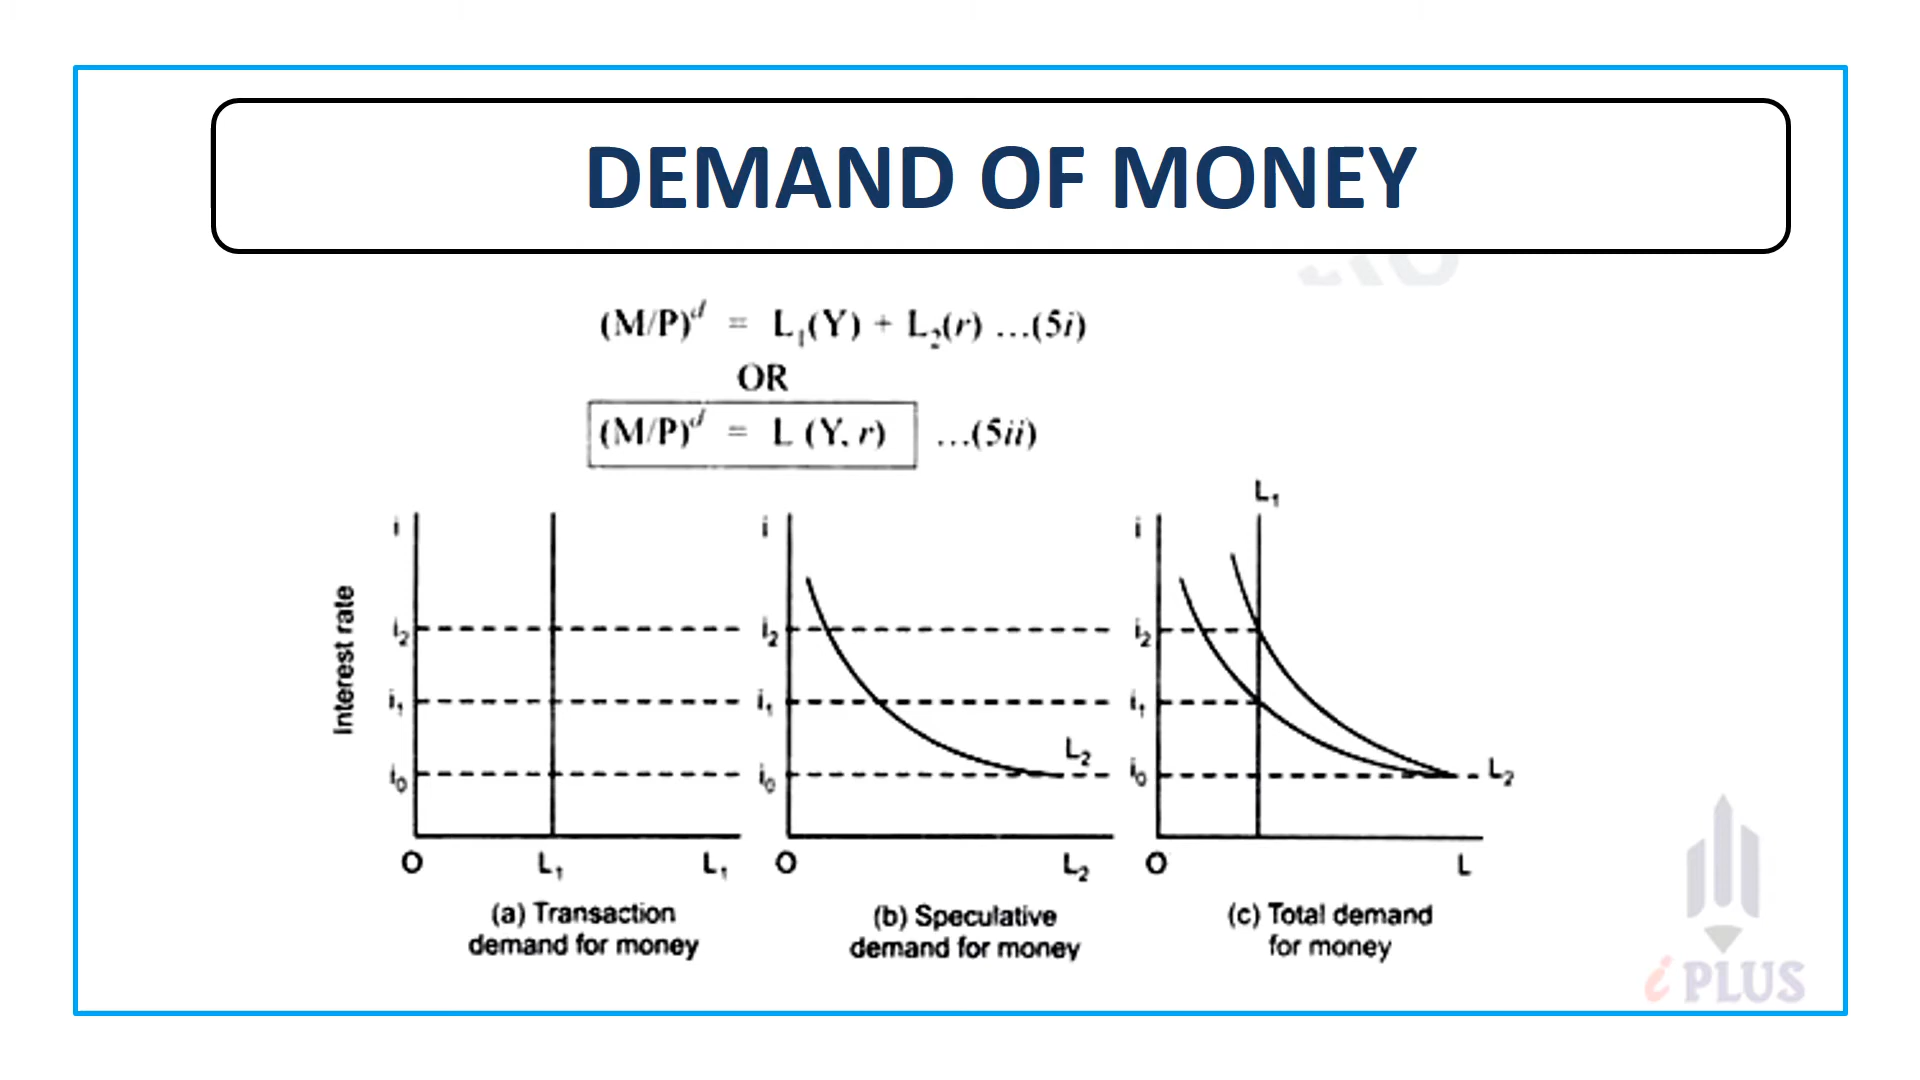 DEMAND OF MONEY
(M/P)ᵈ = L₁(Y) + L₂(r) ...(5i)
OR
(M/P)ᵈ = L (Y, r) ...(5ii)
Interest rate
i
i₂
i₁
i₀
O
L₁
L₁
(a) Transaction
demand for money
i
i₂
i₁
i₀
L₂
O
L₂
(b) Speculative
demand for money
L₁
i
i₂
i₁
i₀
L₂
O
L
(c) Total demand
for money
i PLUS